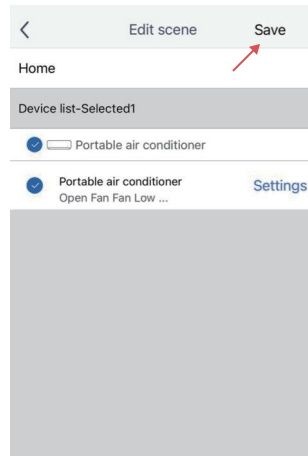 Edit scene Save
Home
Device list-Selected1
Portable air conditioner
Portable air conditioner
Open Fan Fan Low ...
Settings